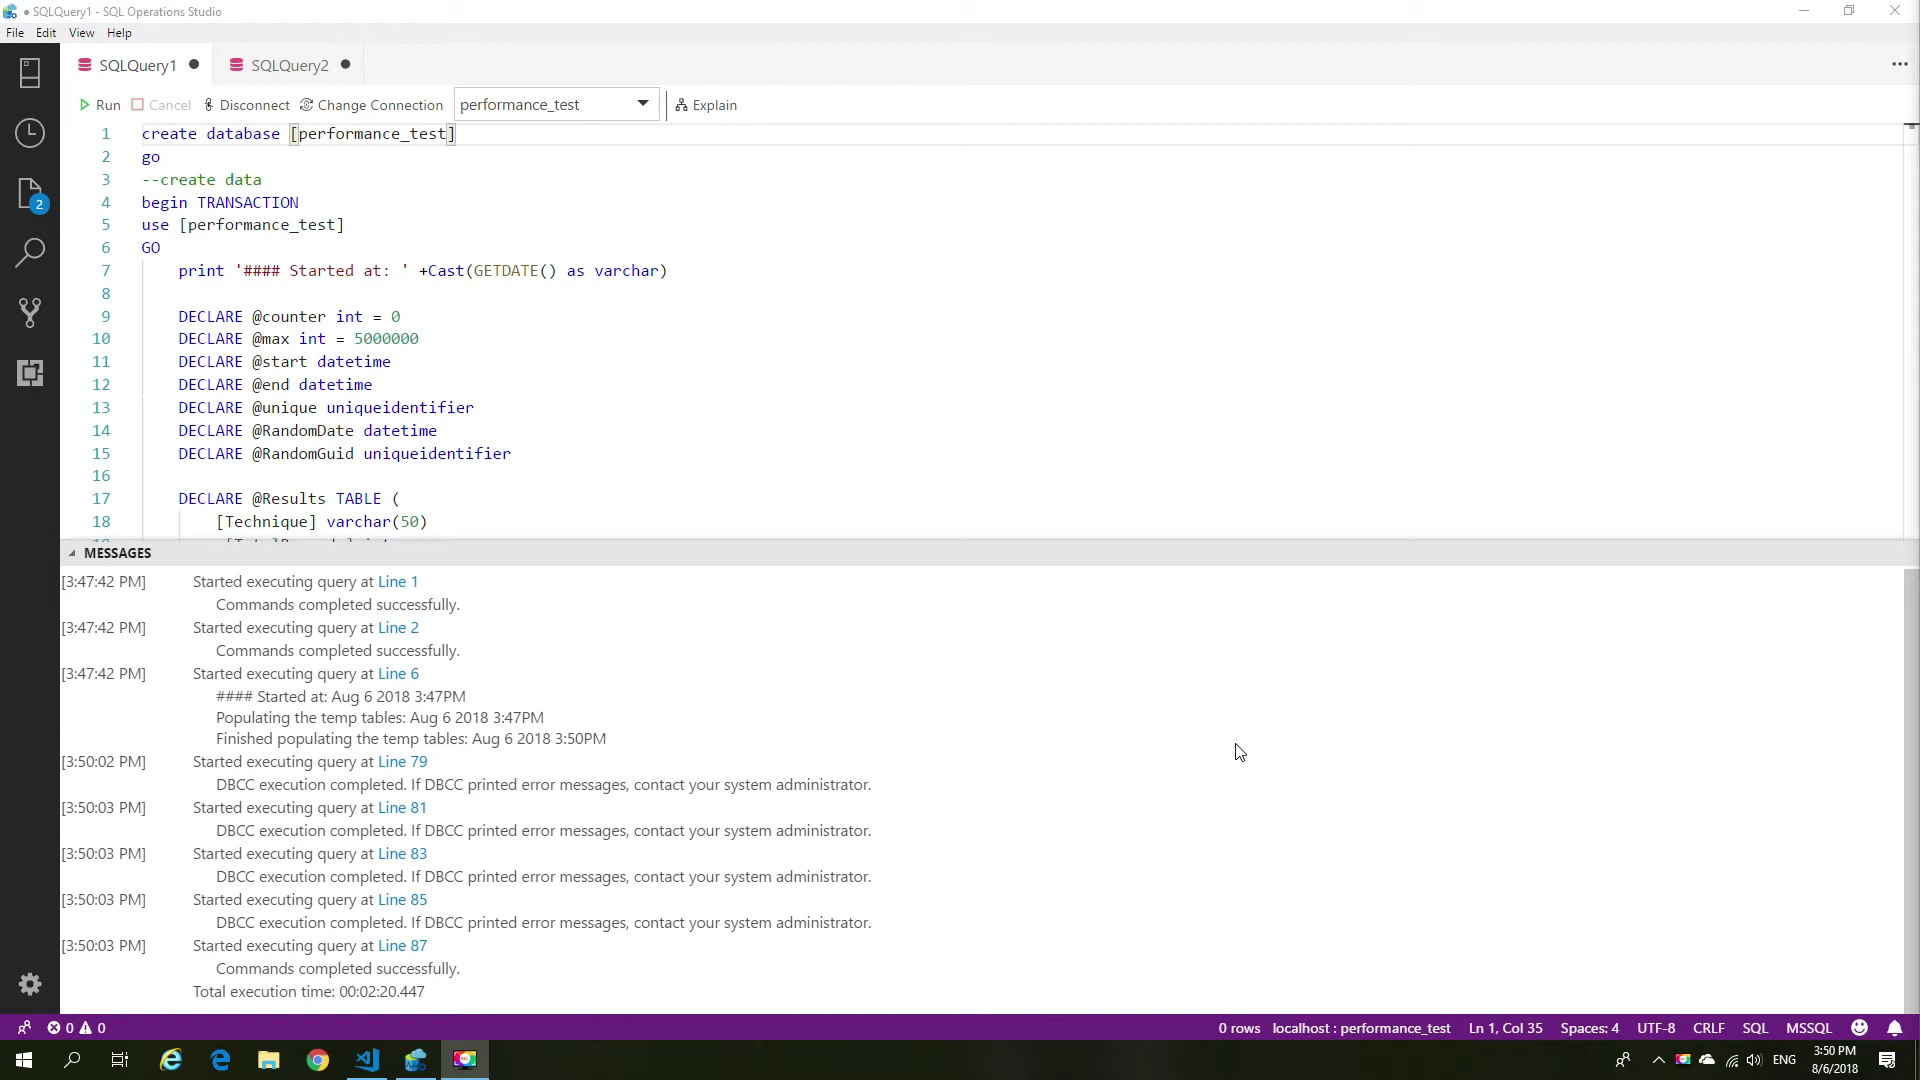 SQLQuery1 - SQL Operations Studio
File Edit View Help
SQLQuery1 SQLQuery2
Run Cancel Disconnect Change Connection performance_test Explain
1 create database [performance_test]
2 go
3 --create data
4 begin TRANSACTION
5 use [performance_test]
6 GO
7 print '#### Started at: ' +Cast(GETDATE() as varchar)
8
9 DECLARE @counter int = 0
10 DECLARE @max int = 5000000
11 DECLARE @start datetime
12 DECLARE @end datetime
13 DECLARE @unique uniqueidentifier
14 DECLARE @RandomDate datetime
15 DECLARE @RandomGuid uniqueidentifier
16
17 DECLARE @Results TABLE (
18 [Technique] varchar(50)
MESSAGES
[3:47:42 PM] Started executing query at Line 1
Commands completed successfully.
[3:47:42 PM] Started executing query at Line 2
Commands completed successfully.
[3:47:42 PM] Started executing query at Line 6
#### Started at: Aug 6 2018 3:47PM
Populating the temp tables: Aug 6 2018 3:47PM
Finished populating the temp tables: Aug 6 2018 3:50PM
[3:50:02 PM] Started executing query at Line 79
DBCC execution completed. If DBCC printed error messages, contact your system administrator.
[3:50:03 PM] Started executing query at Line 81
DBCC execution completed. If DBCC printed error messages, contact your system administrator.
[3:50:03 PM] Started executing query at Line 83
DBCC execution completed. If DBCC printed error messages, contact your system administrator.
[3:50:03 PM] Started executing query at Line 85
DBCC execution completed. If DBCC printed error messages, contact your system administrator.
[3:50:03 PM] Started executing query at Line 87
Commands completed successfully.
Total execution time: 00:02:20.447
2
0 0 0 rows localhost : performance_test Ln 1, Col 35 Spaces: 4 UTF-8 CRLF SQL MSSQL
ENG 3:50 PM
8/6/2018